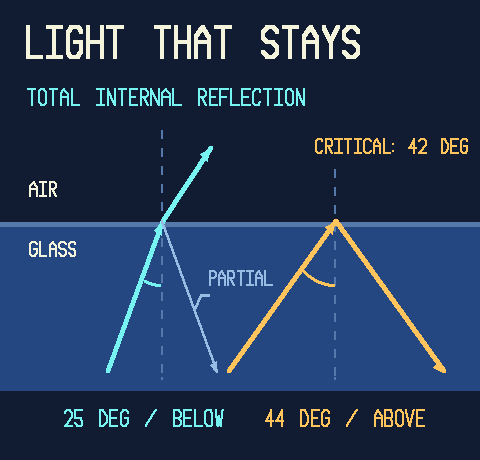 LIGHT THAT STAYS
TOTAL INTERNAL REFLECTION
CRITICAL: 42 DEG
AIR
GLASS
PARTIAL
25 DEG / BELOW
44 DEG / ABOVE